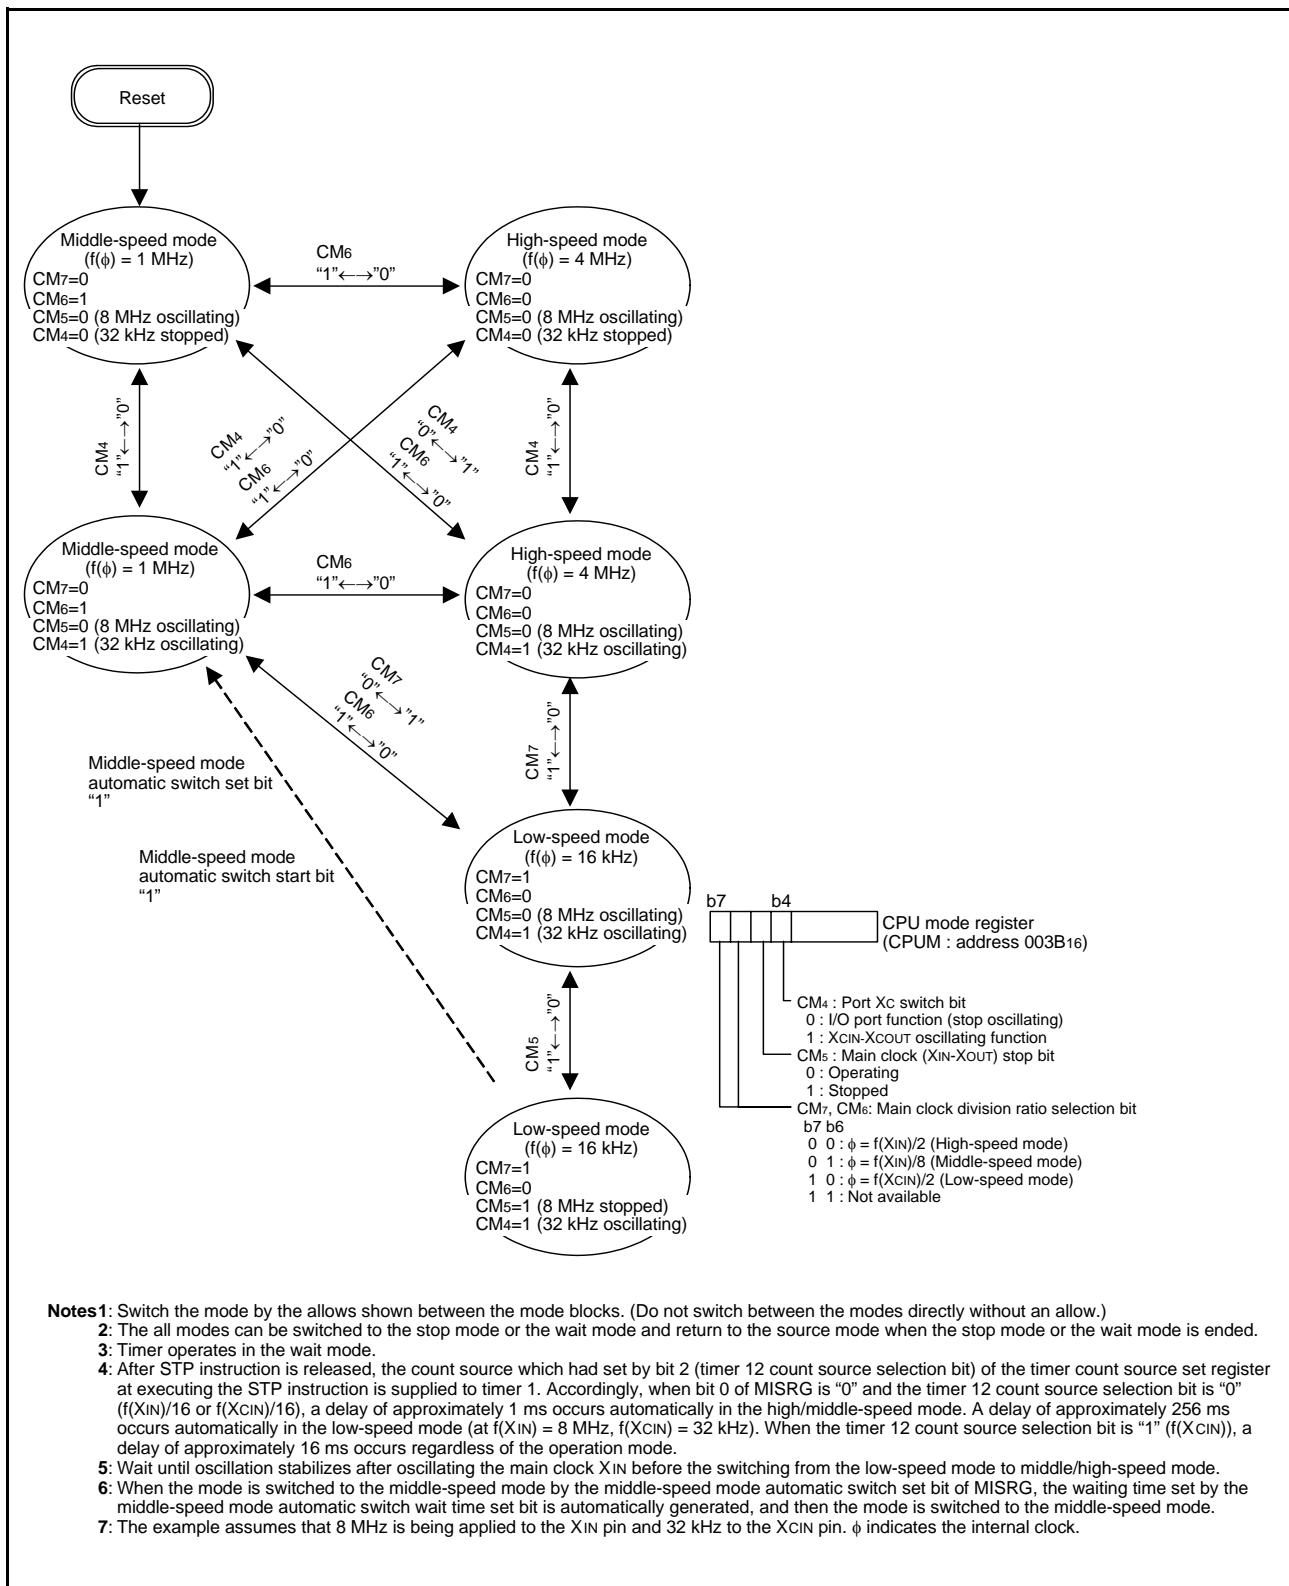 Reset
Middle-speed mode
(f(ϕ) = 1 MHz)
CM7=0
CM6=1
CM5=0 (8 MHz oscillating)
CM4=0 (32 kHz stopped)
CM6
“1”←→”0”
High-speed mode
(f(ϕ) = 4 MHz)
CM7=0
CM6=0
CM5=0 (8 MHz oscillating)
CM4=0 (32 kHz stopped)
CM4
“1”←→”0”
CM4
“1”←→”0”
CM6
“1”←→”0”
CM4
“0”←→”1”
CM6
“1”←→”0”
CM4
“1”←→”0”
Middle-speed mode
(f(ϕ) = 1 MHz)
CM7=0
CM6=1
CM5=0 (8 MHz oscillating)
CM4=1 (32 kHz oscillating)
CM6
“1”←→”0”
High-speed mode
(f(ϕ) = 4 MHz)
CM7=0
CM6=0
CM5=0 (8 MHz oscillating)
CM4=1 (32 kHz oscillating)
CM7
“0”←→”1”
CM6
“1”←→”0”
CM7
“1”←→”0”
Middle-speed mode
automatic switch set bit
“1”
Middle-speed mode
automatic switch start bit
“1”
Low-speed mode
(f(ϕ) = 16 kHz)
CM7=1
CM6=0
CM5=0 (8 MHz oscillating)
CM4=1 (32 kHz oscillating)
CM5
“1”←→”0”
Low-speed mode
(f(ϕ) = 16 kHz)
CM7=1
CM6=0
CM5=1 (8 MHz stopped)
CM4=1 (32 kHz oscillating)
b7 b4
CPU mode register
(CPUM : address 003B16)
CM4 : Port XC switch bit
0 : I/O port function (stop oscillating)
1 : XCIN-XCOUT oscillating function
CM5 : Main clock (XIN-XOUT) stop bit
0 : Operating
1 : Stopped
CM7, CM6: Main clock division ratio selection bit
b7 b6
0 0 : ϕ = f(XIN)/2 (High-speed mode)
0 1 : ϕ = f(XIN)/8 (Middle-speed mode)
1 0 : ϕ = f(XCIN)/2 (Low-speed mode)
1 1 : Not available
Notes1: Switch the mode by the allows shown between the mode blocks. (Do not switch between the modes directly without an allow.)
2: The all modes can be switched to the stop mode or the wait mode and return to the source mode when the stop mode or the wait mode is ended.
3: Timer operates in the wait mode.
4: After STP instruction is released, the count source which had set by bit 2 (timer 12 count source selection bit) of the timer count source set register
at executing the STP instruction is supplied to timer 1. Accordingly, when bit 0 of MISRG is “0” and the timer 12 count source selection bit is “0”
(f(XIN)/16 or f(XCIN)/16), a delay of approximately 1 ms occurs automatically in the high/middle-speed mode. A delay of approximately 256 ms
occurs automatically in the low-speed mode (at f(XIN) = 8 MHz, f(XCIN) = 32 kHz). When the timer 12 count source selection bit is “1” (f(XCIN)), a
delay of approximately 16 ms occurs regardless of the operation mode.
5: Wait until oscillation stabilizes after oscillating the main clock XIN before the switching from the low-speed mode to middle/high-speed mode.
6: When the mode is switched to the middle-speed mode by the middle-speed mode automatic switch set bit of MISRG, the waiting time set by the
middle-speed mode automatic switch wait time set bit is automatically generated, and then the mode is switched to the middle-speed mode.
7: The example assumes that 8 MHz is being applied to the XIN pin and 32 kHz to the XCIN pin. ϕ indicates the internal clock.